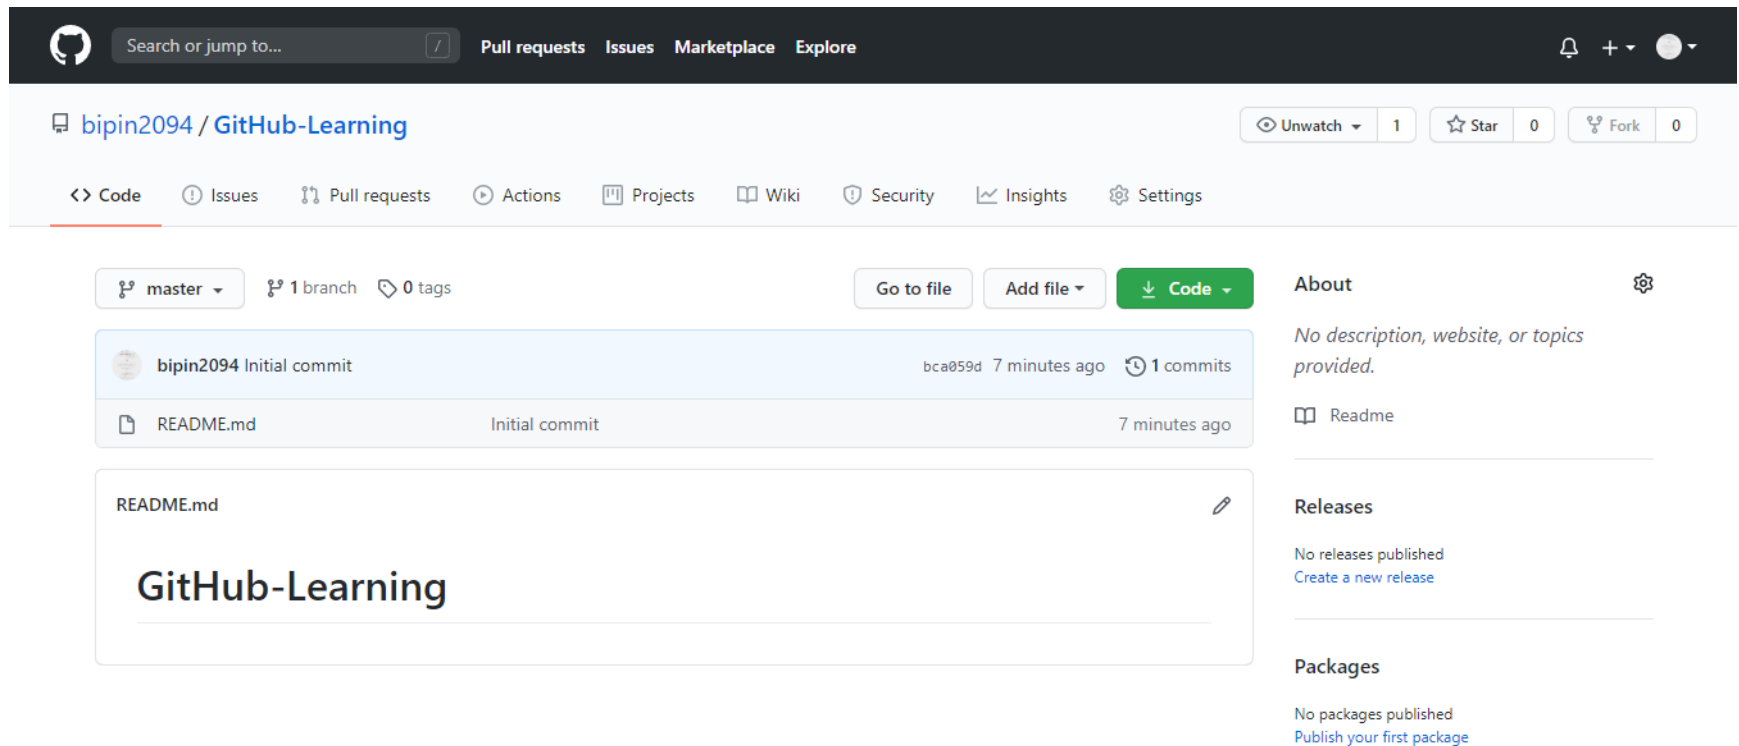 Search or jump to... / Pull requests Issues Marketplace Explore
bipin2094 / GitHub-Learning Unwatch 1 Star 0 Fork 0
Code Issues Pull requests Actions Projects Wiki Security Insights Settings
master 1 branch 0 tags Go to file Add file Code
bipin2094 Initial commit bca059d 7 minutes ago 1 commits
README.md Initial commit 7 minutes ago
README.md
GitHub-Learning
About
No description, website, or topics
provided.
Readme
Releases
No releases published
Create a new release
Packages
No packages published
Publish your first package